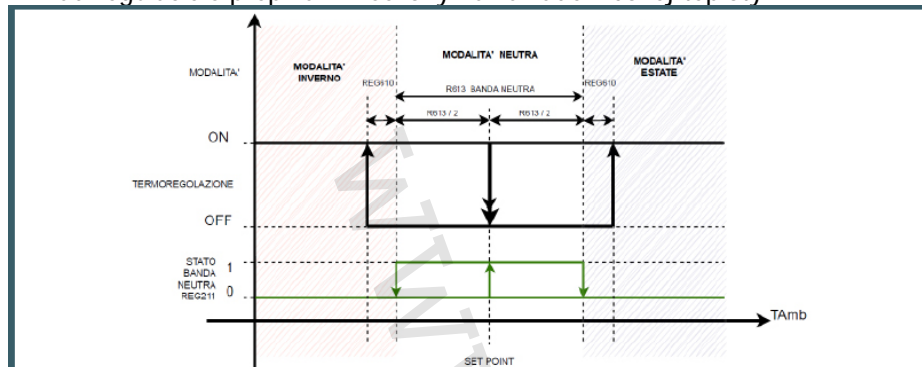 MODALITA' NEUTRA
MODALITA'
MODALITA' INVERNO
MODALITA' ESTATE
REG610
REG610
R613 BANDA NEUTRA
R613 / 2
R613 / 2
ON
TERMOREGOLAZIONE
OFF
STATO
BANDA
NEUTRA
REG211
1
0
TAmb
SET POINT
WWW